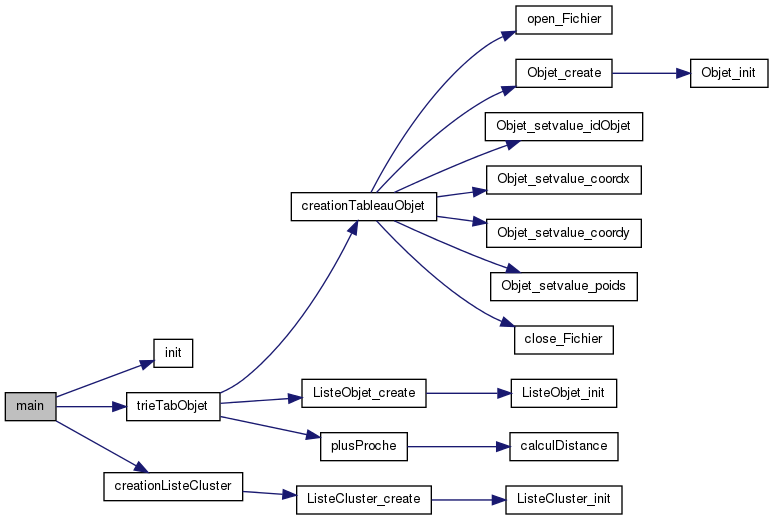 open_Fichier
Objet_create
Objet_init
Objet_setvalue_idObjet
Objet_setvalue_coordx
creationTableauObjet
Objet_setvalue_coordy
Objet_setvalue_poids
close_Fichier
init
main
trieTabObjet
ListeObjet_create
ListeObjet_init
plusProche
calculDistance
creationListeCluster
ListeCluster_create
ListeCluster_init